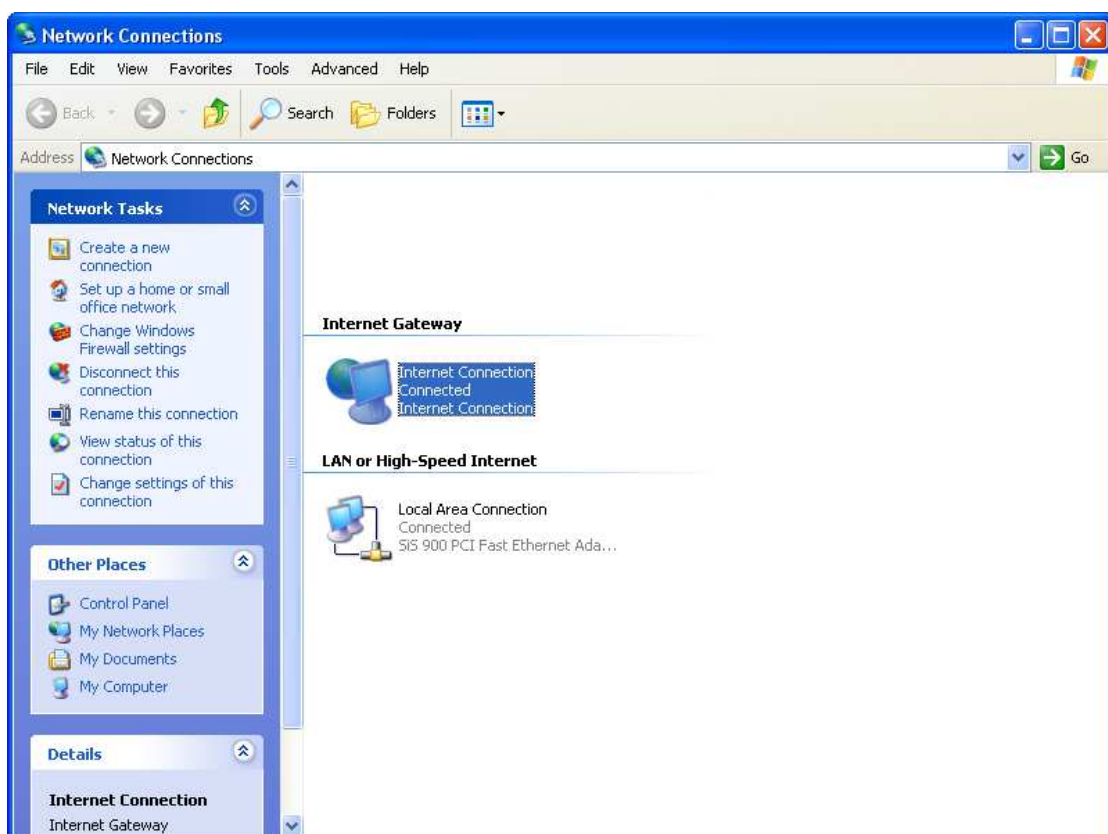 Network Connections
File Edit View Favorites Tools Advanced Help
Back Search Folders
Address Network Connections Go
Network Tasks
Create a new
connection
Set up a home or small
office network
Change Windows
Firewall settings
Disconnect this
connection
Rename this connection
View status of this
connection
Change settings of this
connection
Other Places
Control Panel
My Network Places
My Documents
My Computer
Details
Internet Connection
Internet Gateway
Internet Gateway
Internet Connection
Connected
Internet Connection
LAN or High-Speed Internet
Local Area Connection
Connected
SiS 900 PCI Fast Ethernet Ada...